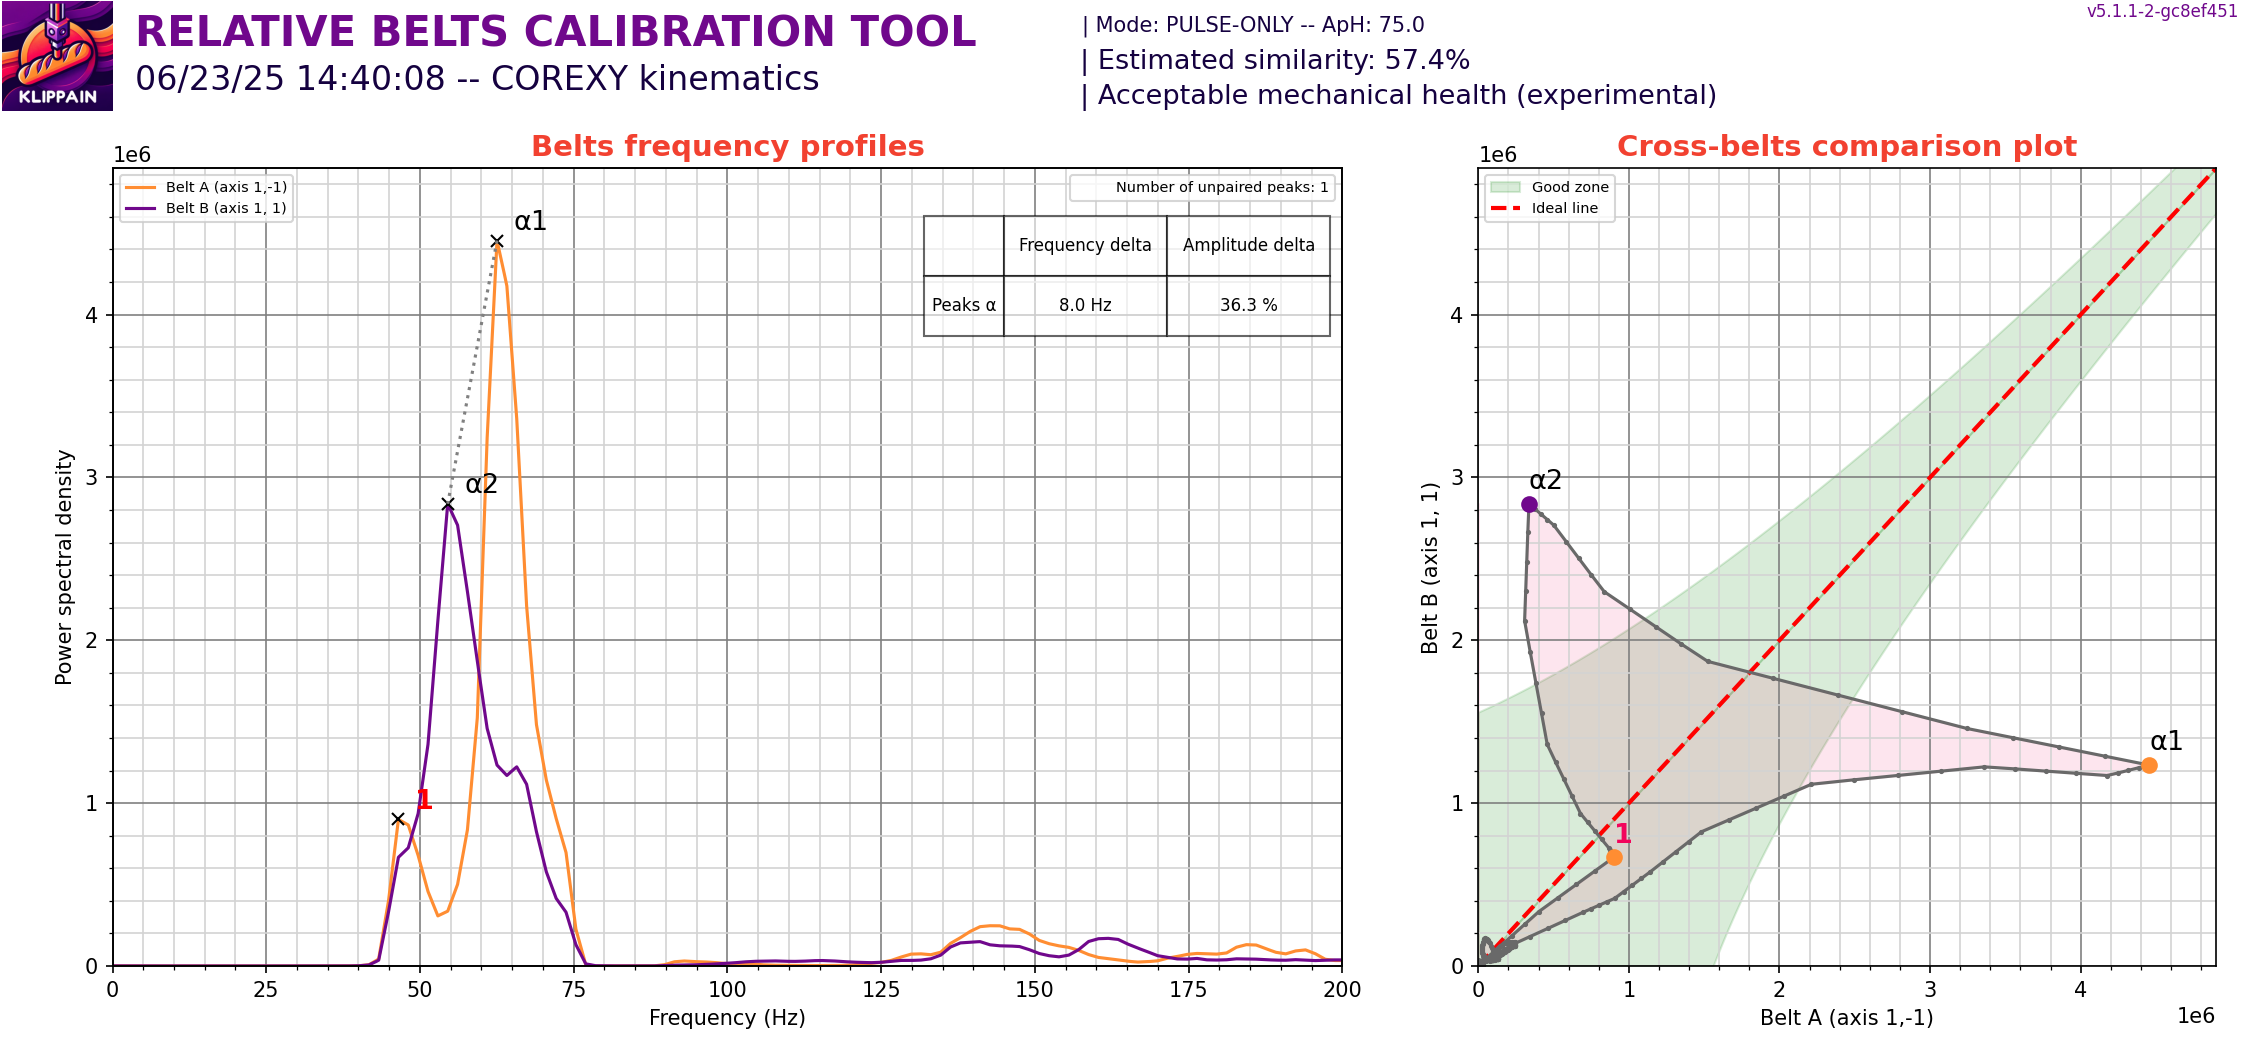 KLIPPAIN
RELATIVE BELTS CALIBRATION TOOL
06/23/25 14:40:08 -- COREXY kinematics
| Mode: PULSE-ONLY -- ApH: 75.0
| Estimated similarity: 57.4%
| Acceptable mechanical health (experimental)
v5.1.1-2-gc8ef451
Belts frequency profiles
1e6
Belt A (axis 1,-1)
Belt B (axis 1, 1)
Number of unpaired peaks: 1
Frequency delta Amplitude delta
Peaks α 8.0 Hz 36.3 %
α1
α2
1
4
3
2
1
0
Power spectral density
0 25 50 75 100 125 150 175 200
Frequency (Hz)
Cross-belts comparison plot
1e6
Good zone
Ideal line
α2
α1
1
4
3
2
1
0
Belt B (axis 1, 1)
0 1 2 3 4
Belt A (axis 1,-1)
1e6